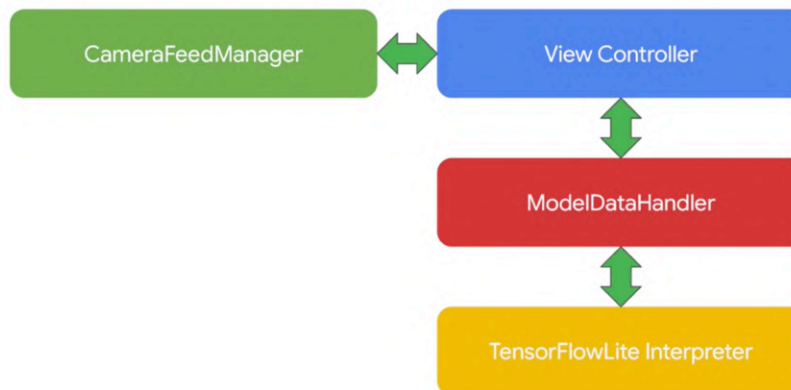 CameraFeedManager
View Controller
ModelDataHandler
TensorFlowLite Interpreter